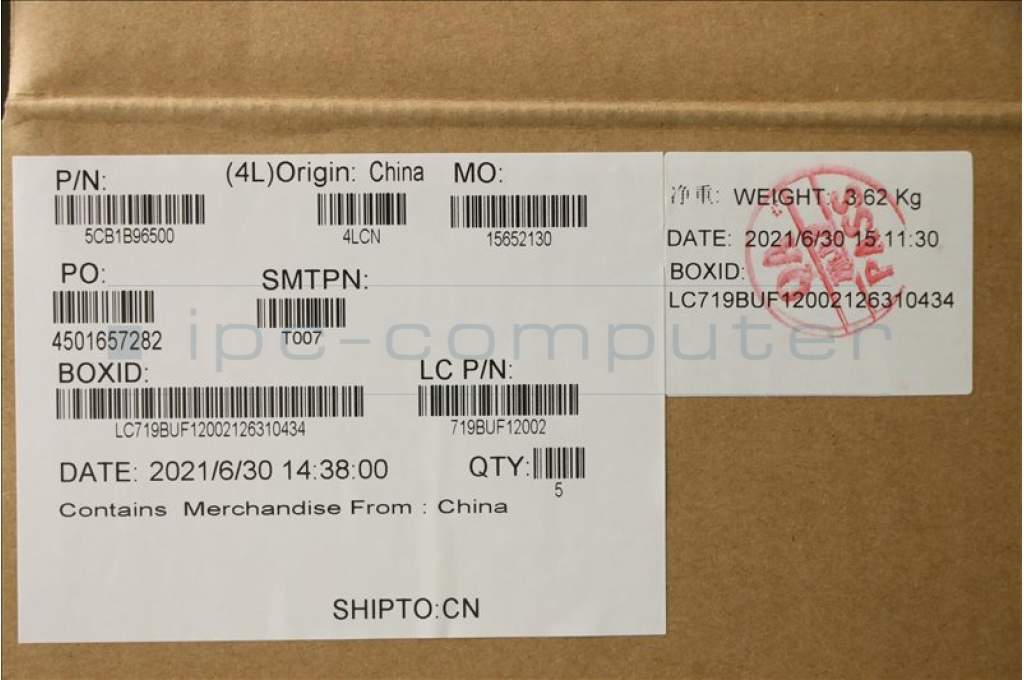 P/N: (4L)Origin: China MO:
5CB1B96500 4LCN 15652130
PO: SMTPN:
4501657282 T007
BOXID: LC P/N:
LC719BUF12002126310434 719BUF12002
DATE: 2021/6/30 14:38:00 QTY:
5
Contains Merchandise From : China
SHIPTO:CN
净重: WEIGHT: 3.62 Kg
DATE: 2021/6/30 15:11:30
BOXID:
LC719BUF12002126310434
QA PASS
ipc-computer